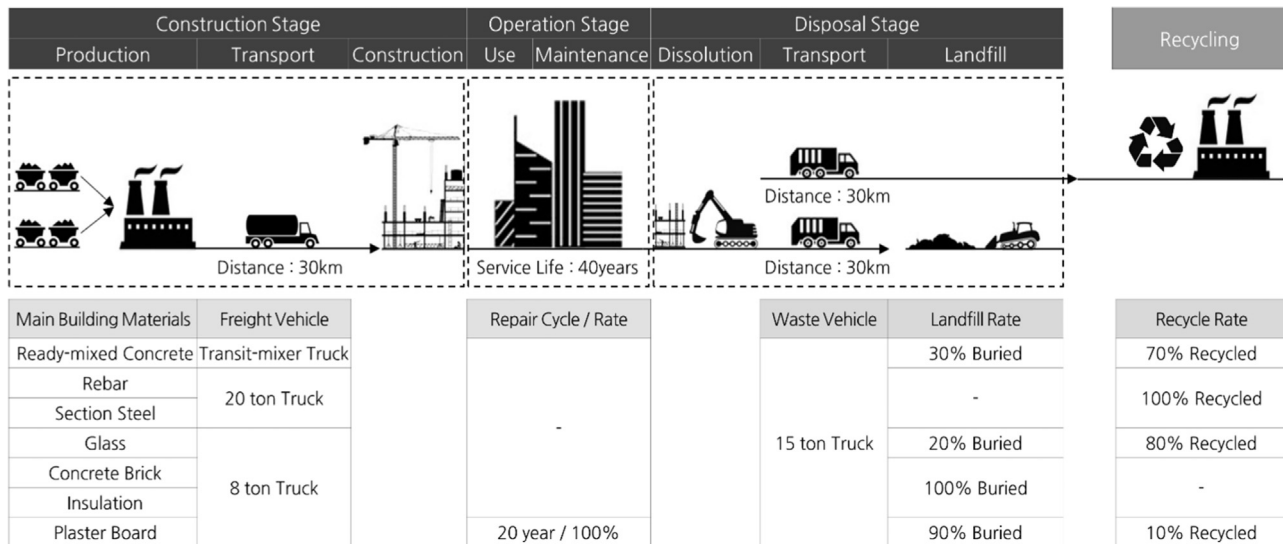 Construction Stage Operation Stage Disposal Stage Recycling
Production Transport Construction Use Maintenance Dissolution Transport Landfill
Distance : 30km
Distance : 30km Service Life : 40years Distance : 30km
Main Building Materials Freight Vehicle Repair Cycle / Rate Waste Vehicle Landfill Rate Recycle Rate
Ready-mixed Concrete Transit-mixer Truck 30% Buried 70% Recycled
Rebar
20 ton Truck - 100% Recycled
Section Steel
-
Glass 15 ton Truck 20% Buried 80% Recycled
Concrete Brick
8 ton Truck 100% Buried -
Insulation
Plaster Board 20 year / 100% 90% Buried 10% Recycled